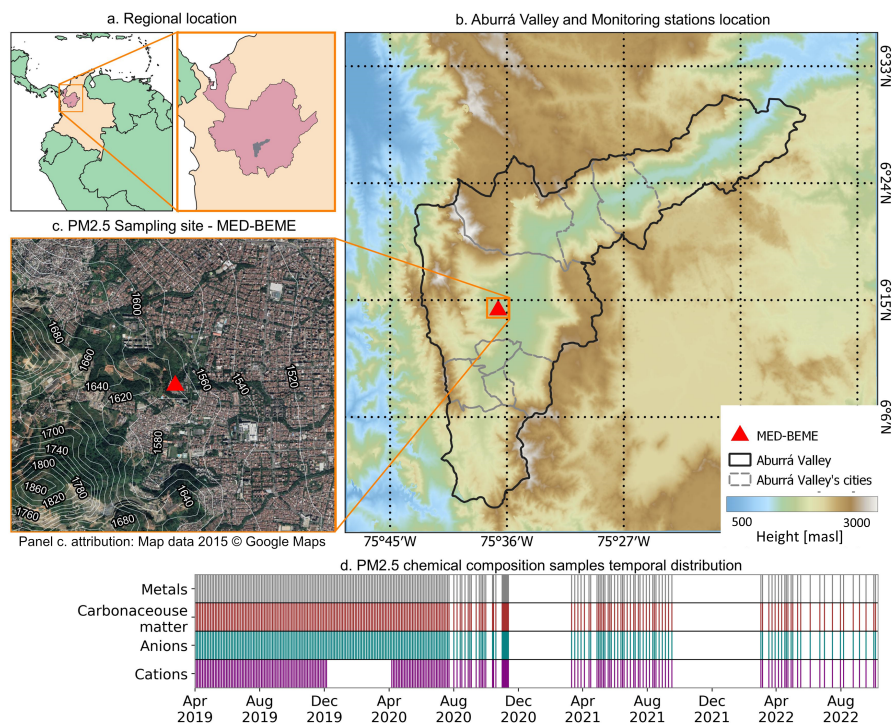 a. Regional location
b. Aburrá Valley and Monitoring stations location
6°33'N
6°24'N
6°15'N
6°6'N
c. PM2.5 Sampling site - MED-BEME
1600
1680
1660
1640
1620
1560
1540
1520
1580
1700
1740
1800
1780
1860
1820
1760
1640
1680
MED-BEME
Aburrá Valley
Aburrá Valley's cities
500 3000
Height [masl]
75°45'W 75°36'W 75°27'W
Panel c. attribution: Map data 2015 © Google Maps
d. PM2.5 chemical composition samples temporal distribution
Metals
Carbonaceouse
matter
Anions
Cations
Apr Aug Dec Apr Aug Dec Apr Aug Dec Apr Aug
2019 2019 2019 2020 2020 2020 2021 2021 2021 2022 2022